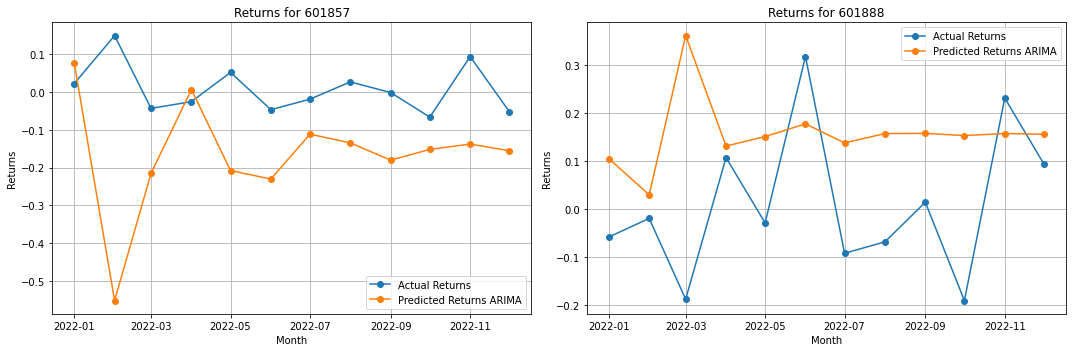 Returns for 601857
0.1
0.0
−0.1
−0.2
−0.3
−0.4
−0.5
Returns
Actual Returns
Predicted Returns ARIMA
2022-01
2022-03
2022-05
2022-07
2022-09
2022-11
Month
Returns for 601888
Actual Returns
Predicted Returns ARIMA
0.3
0.2
0.1
0.0
−0.1
−0.2
Returns
2022-01
2022-03
2022-05
2022-07
2022-09
2022-11
Month